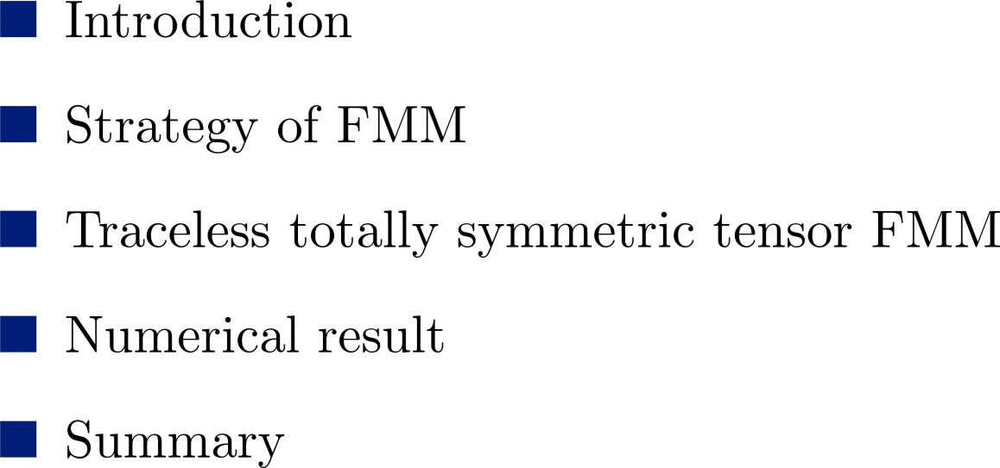 Introduction
Strategy of FMM
Traceless totally symmetric tensor FMM
Numerical result
Summary